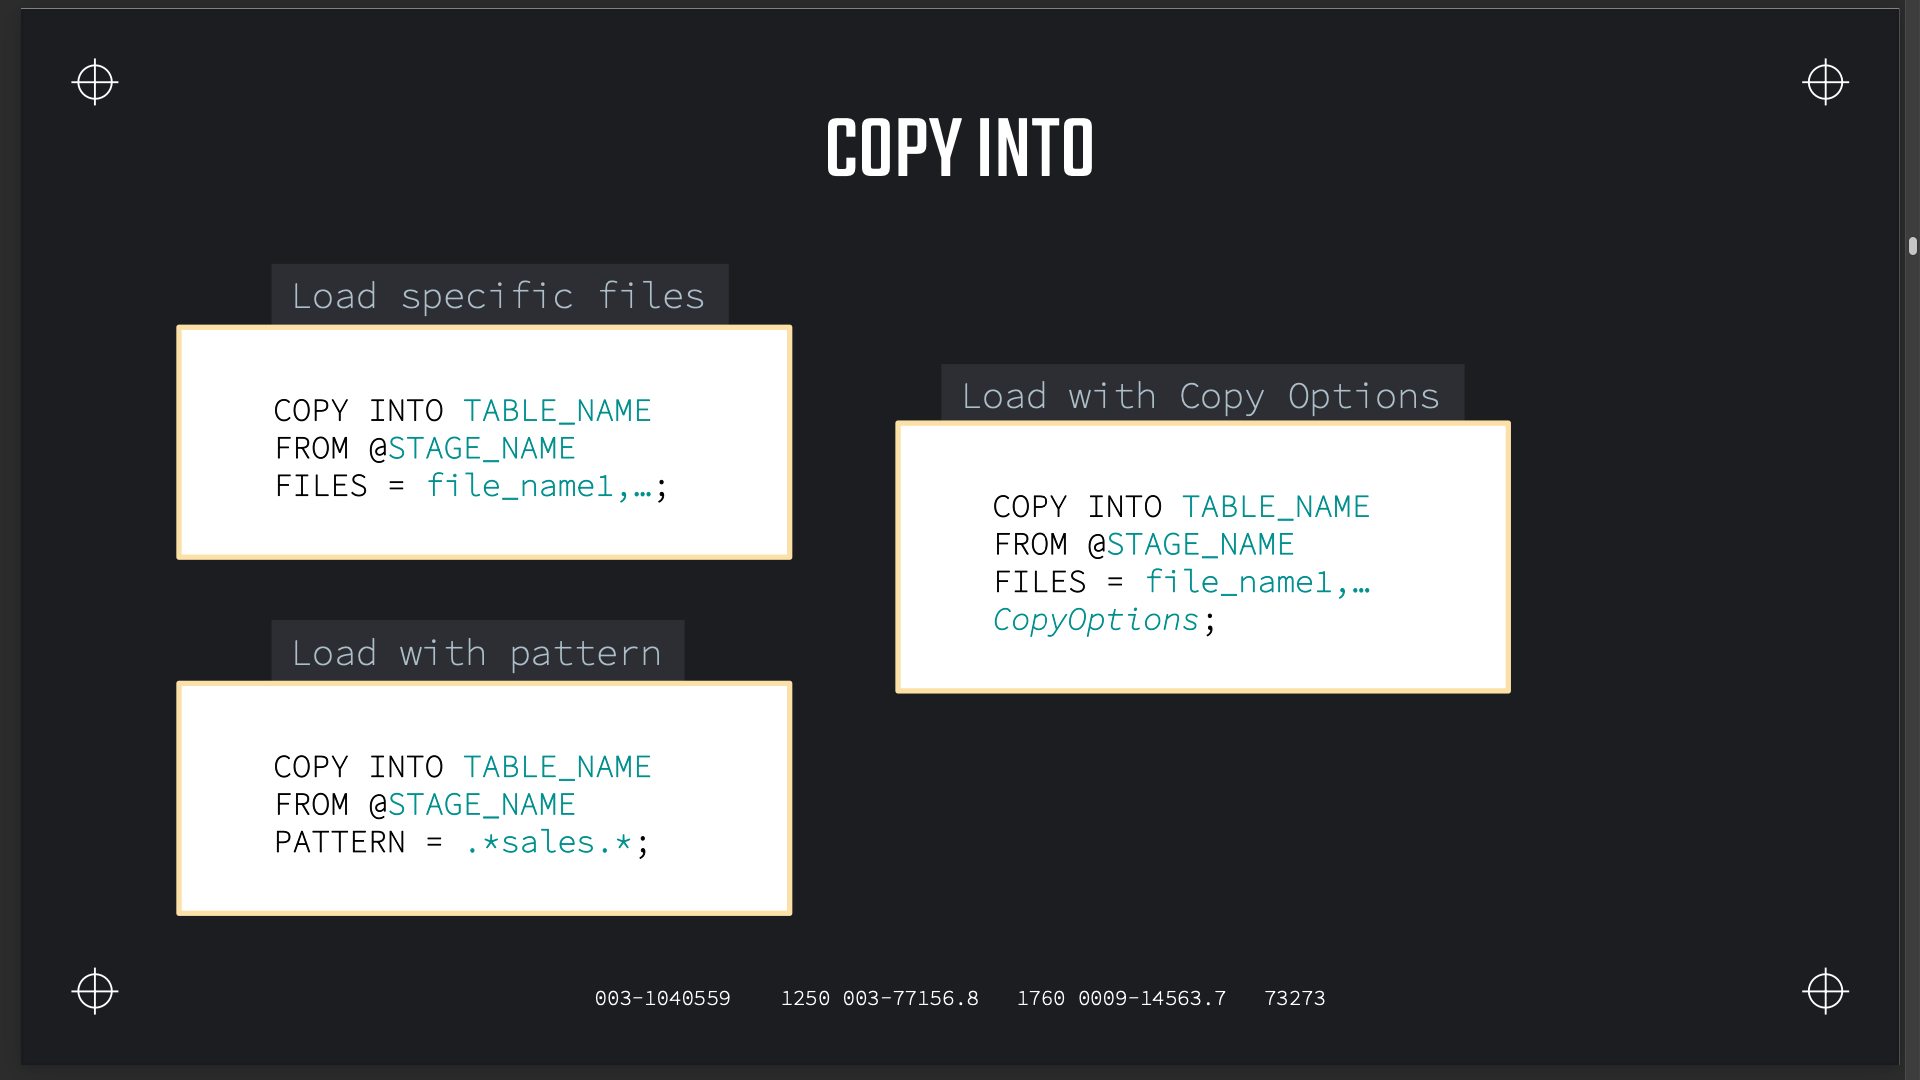 COPY INTO
Load specific files
COPY INTO TABLE_NAME
FROM @STAGE_NAME
FILES = file_name1,…;
Load with pattern
COPY INTO TABLE_NAME
FROM @STAGE_NAME
PATTERN = .*sales.*;
Load with Copy Options
COPY INTO TABLE_NAME
FROM @STAGE_NAME
FILES = file_name1,…
CopyOptions;
003-1040559 1250 003-77156.8 1760 0009-14563.7 73273